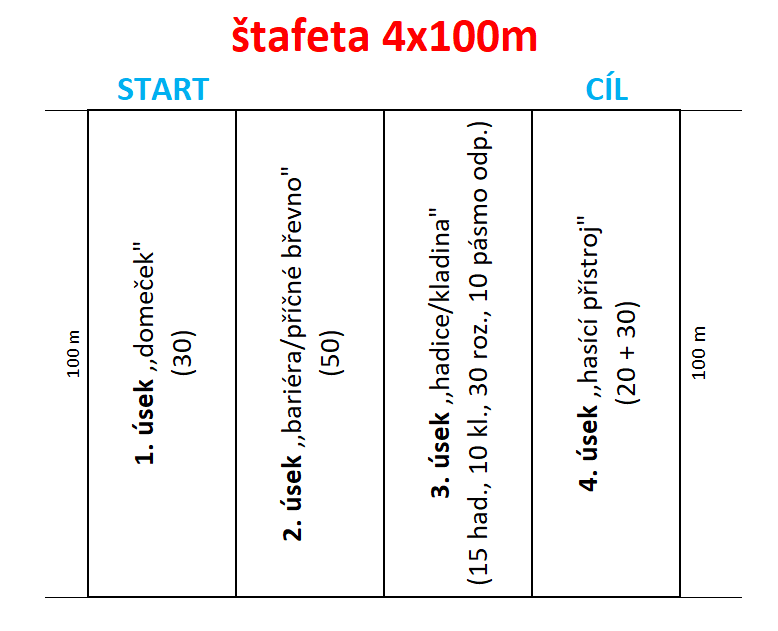 štafeta 4x100m
START
CÍL
100 m
1. úsek ,,domeček"
(30)
2. úsek ,,bariéra/příčné břevno"
(50)
3. úsek ,,hadice/kladina"
(15 had., 10 kl., 30 roz., 10 pásmo odp.)
4. úsek ,,hasící přístroj"
(20 + 30)
100 m